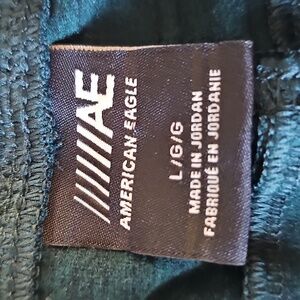 AE
AMERICAN EAGLE
L/G/G
MADE IN JORDAN
FABRIQUÉ EN JORDANIE